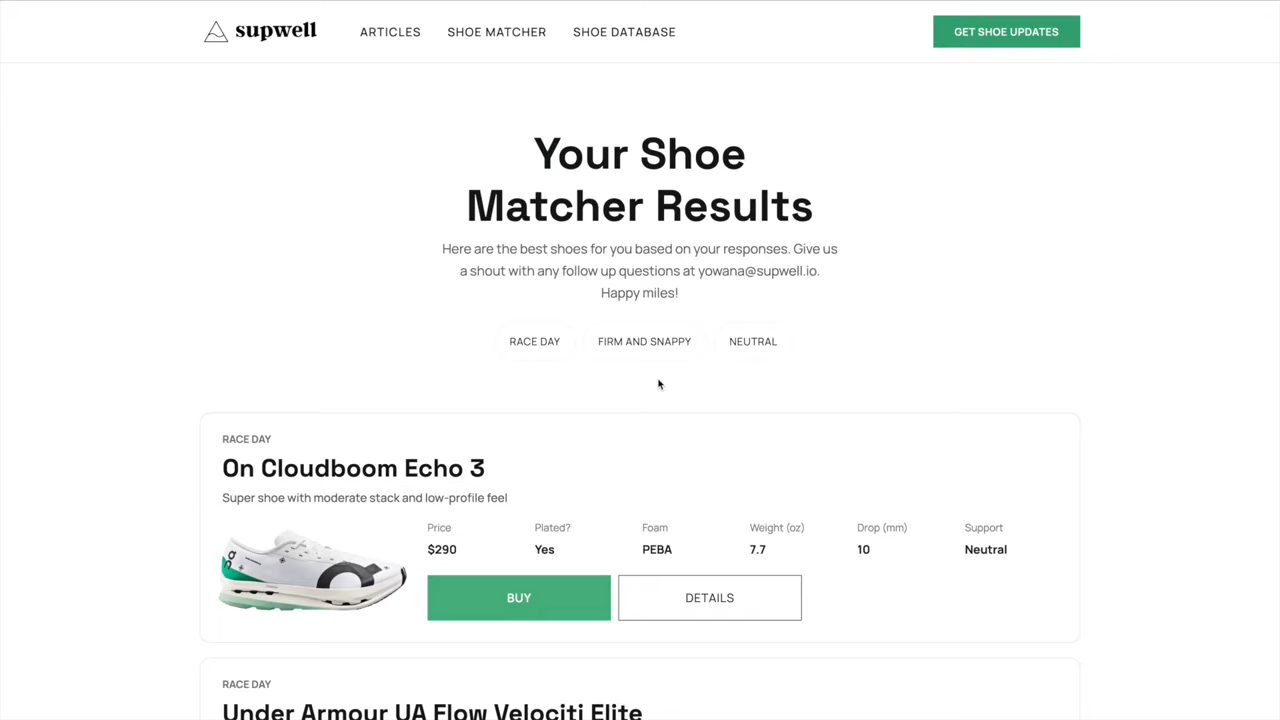 supwell ARTICLES SHOE MATCHER SHOE DATABASE GET SHOE UPDATES
Your Shoe
Matcher Results
Here are the best shoes for you based on your responses. Give us
a shout with any follow up questions at yowana@supwell.io.
Happy miles!
RACE DAY FIRM AND SNAPPY NEUTRAL
RACE DAY
On Cloudboom Echo 3
Super shoe with moderate stack and low-profile feel
Price Plated? Foam Weight (oz) Drop (mm) Support
$290 Yes PEBA 7.7 10 Neutral
BUY DETAILS
RACE DAY
Under Armour UA Flow Velociti Elite